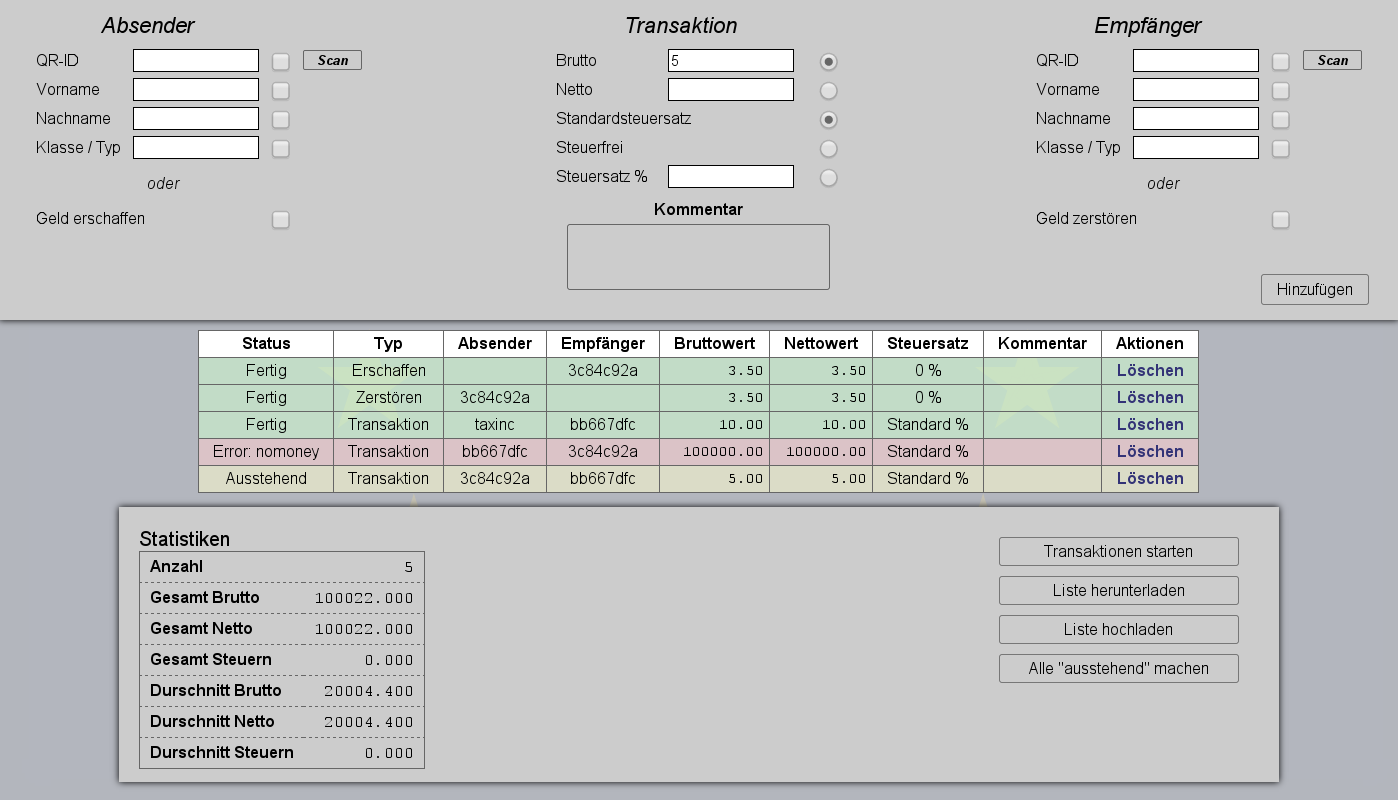 Absender Transaktion Empfänger
QR-ID Scan Brutto 5 QR-ID Scan
Vorname Netto Vorname
Nachname Standardsteuersatz Nachname
Klasse / Typ Steuerfrei Klasse / Typ
oder Steuersatz % oder
Geld erschaffen Kommentar Geld zerstören
Hinzufügen
Status Typ Absender Empfänger Bruttowert Nettowert Steuersatz Kommentar Aktionen
Fertig Erschaffen 3c84c92a 3.50 3.50 0 % Löschen
Fertig Zerstören 3c84c92a 3.50 3.50 0 % Löschen
Fertig Transaktion taxinc bb667dfc 10.00 10.00 Standard % Löschen
Error: nomoney Transaktion bb667dfc 3c84c92a 100000.00 100000.00 Standard % Löschen
Ausstehend Transaktion 3c84c92a bb667dfc 5.00 5.00 Standard % Löschen
Statistiken
Anzahl 5
Gesamt Brutto 100022.000
Gesamt Netto 100022.000
Gesamt Steuern 0.000
Durschnitt Brutto 20004.400
Durschnitt Netto 20004.400
Durschnitt Steuern 0.000
Transaktionen starten
Liste herunterladen
Liste hochladen
Alle "ausstehend" machen